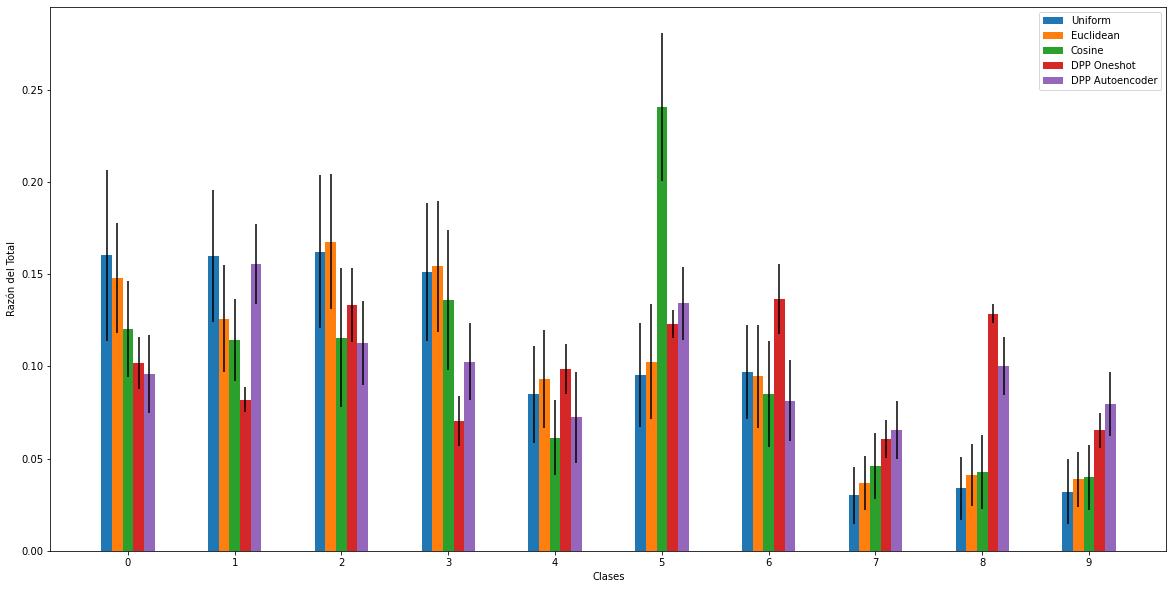 Uniform
Euclidean
Cosine
DPP Oneshot
DPP Autoencoder
0.25
0.20
0.15
0.10
0.05
0.00
Razón del Total
0 1 2 3 4 5 6 7 8 9
Clases